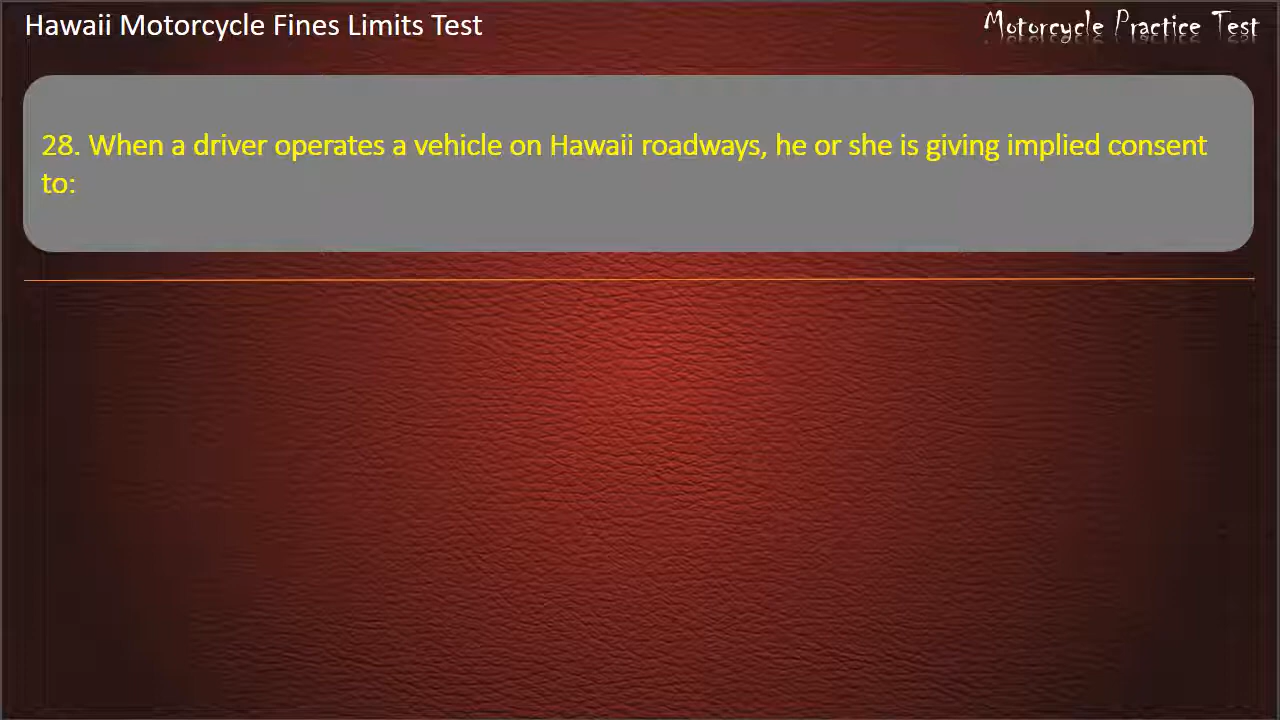 Hawaii Motorcycle Fines Limits Test
Motorcycle Practice Test
28. When a driver operates a vehicle on Hawaii roadways, he or she is giving implied consent
to: